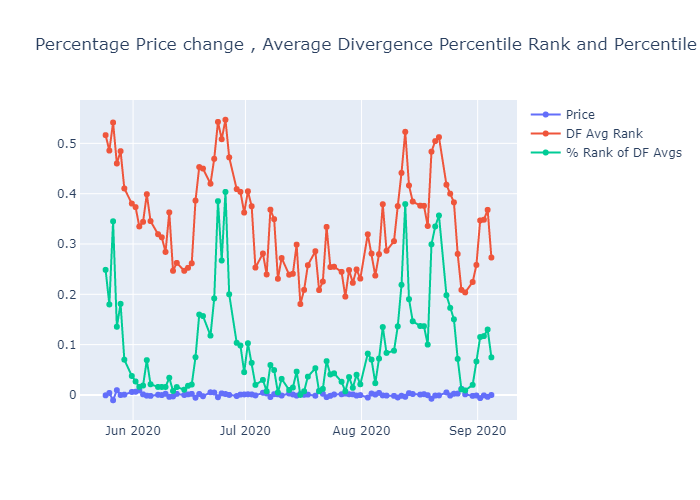 Percentage Price change , Average Divergence Percentile Rank and Percentile
Price
DF Avg Rank
% Rank of DF Avgs
0.5
0.4
0.3
0.2
0.1
0
Jun 2020
Jul 2020
Aug 2020
Sep 2020